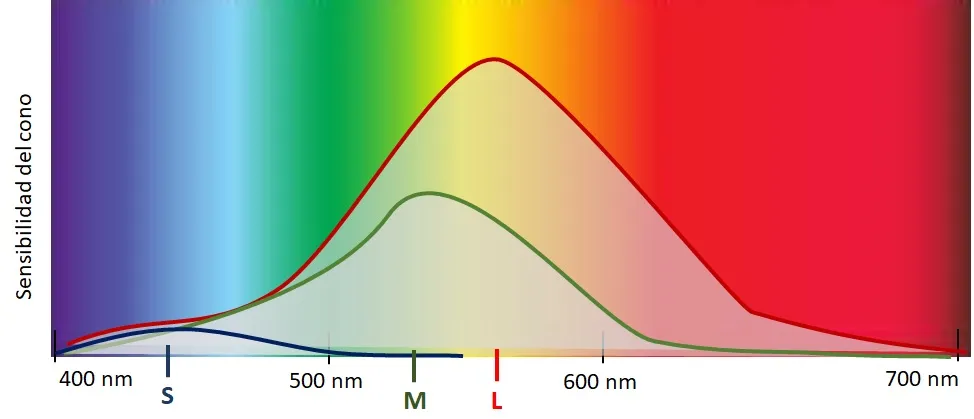 Sensibilidad del cono
400 nm
500 nm
600 nm
700 nm
S
M
L